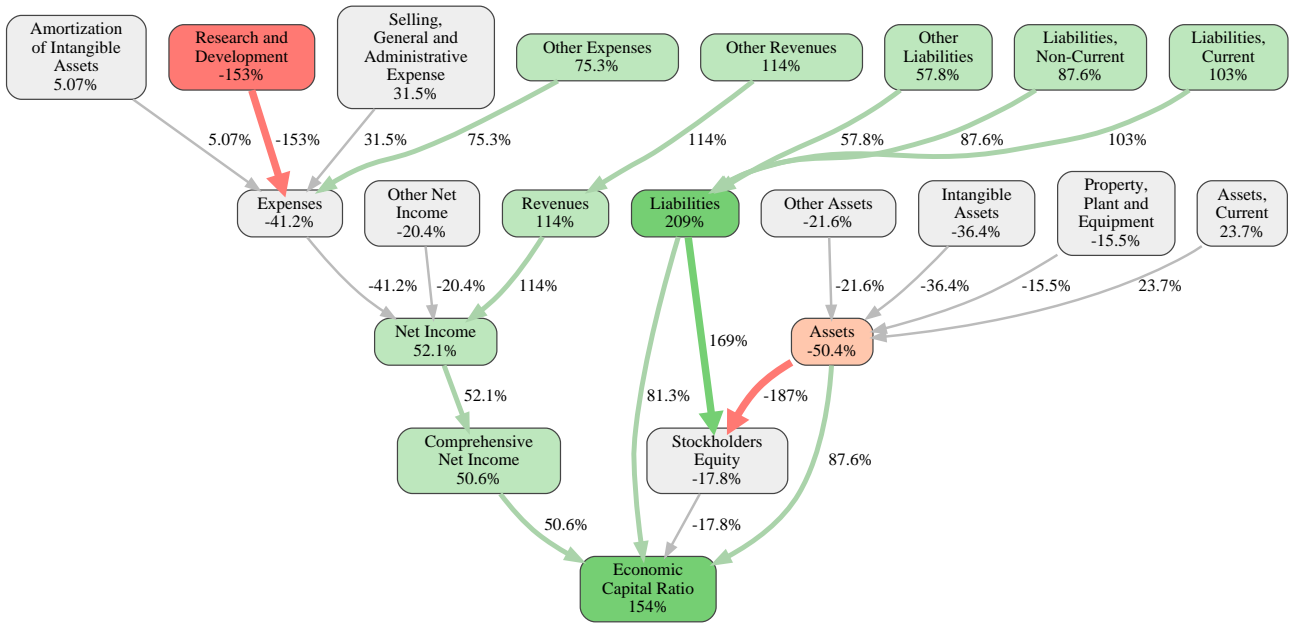 Amortization
of Intangible
Assets
5.07%
Research and
Development
-153%
Selling,
General and
Administrative
Expense
31.5%
Other Expenses
75.3%
Other Revenues
114%
Other
Liabilities
57.8%
Liabilities,
Non-Current
87.6%
Liabilities,
Current
103%
5.07%
-153%
31.5%
75.3%
114%
57.8%
87.6%
103%
Expenses
-41.2%
Other Net
Income
-20.4%
Revenues
114%
Liabilities
209%
Other Assets
-21.6%
Intangible
Assets
-36.4%
Property,
Plant and
Equipment
-15.5%
Assets,
Current
23.7%
-41.2%
-20.4%
114%
-21.6%
-36.4%
-15.5%
23.7%
Net Income
52.1%
169%
Assets
-50.4%
52.1%
81.3%
-187%
Comprehensive
Net Income
50.6%
Stockholders
Equity
-17.8%
87.6%
50.6%
-17.8%
Economic
Capital Ratio
154%